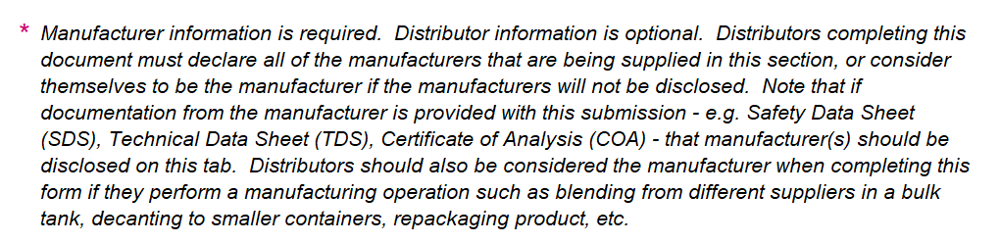 * Manufacturer information is required.  Distributor information is optional.  Distributors completing this
document must declare all of the manufacturers that are being supplied in this section, or consider
themselves to be the manufacturer if the manufacturers will not be disclosed.  Note that if
documentation from the manufacturer is provided with this submission - e.g. Safety Data Sheet
(SDS), Technical Data Sheet (TDS), Certificate of Analysis (COA) - that manufacturer(s) should be
disclosed on this tab.  Distributors should also be considered the manufacturer when completing this
form if they perform a manufacturing operation such as blending from different suppliers in a bulk
tank, decanting to smaller containers, repackaging product, etc.